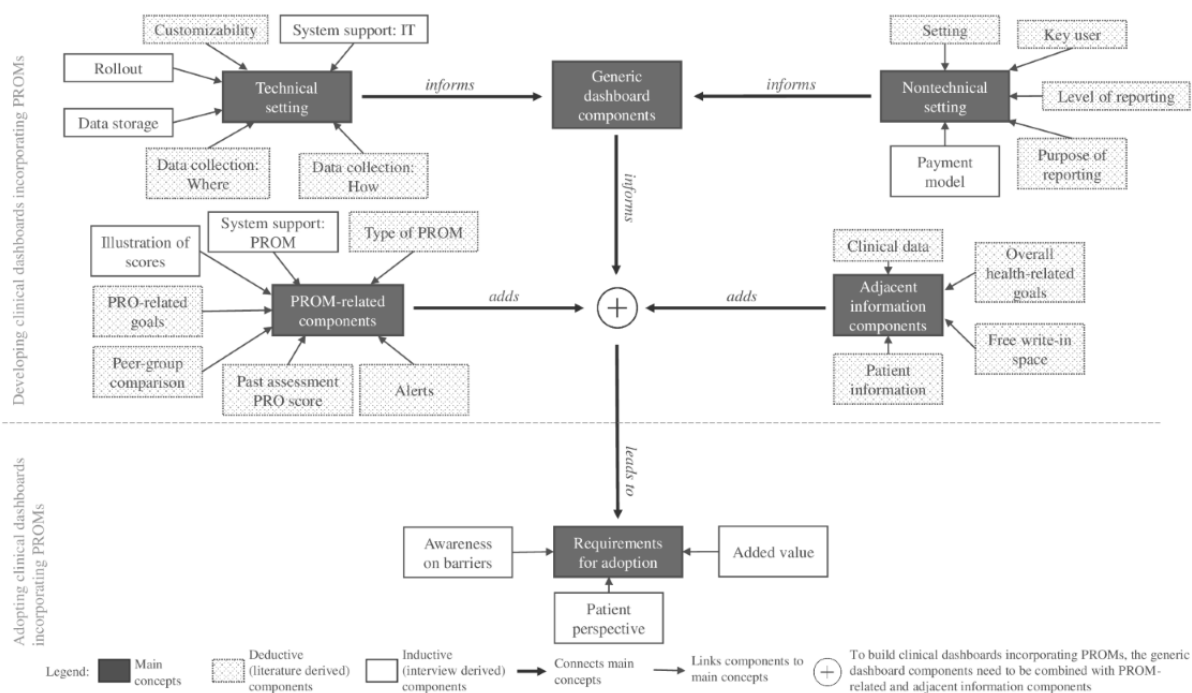 Developing clinical dashboards incorporating PROMs
Customizability
System support: IT
Rollout
Technical
setting
Data storage
Data collection:
Where
Data collection:
How
informs
Generic
dashboard
components
informs
Setting
Key user
Nontechnical
setting
Level of reporting
Payment
model
Purpose of
reporting
informs
System support:
PROM
Type of PROM
Illustration of
scores
PRO-related
goals
PROM-related
components
Peer-group
comparison
Past assessment
PRO score
Alerts
adds
+
adds
Clinical data
Overall
health-related
goals
Adjacent
information
components
Free write-in
space
Patient
information
leads to
Adopting clinical dashboards
incorporating PROMs
Awareness
on barriers
Requirements
for adoption
Added value
Patient
perspective
Legend:
Main
concepts
Deductive
(literature derived)
components
Inductive
(interview derived)
components
Connects main
concepts
Links components to
main concepts
+
To build clinical dashboards incorporating PROMs, the generic
dashboard components need to be combined with PROM-
related and adjacent information components